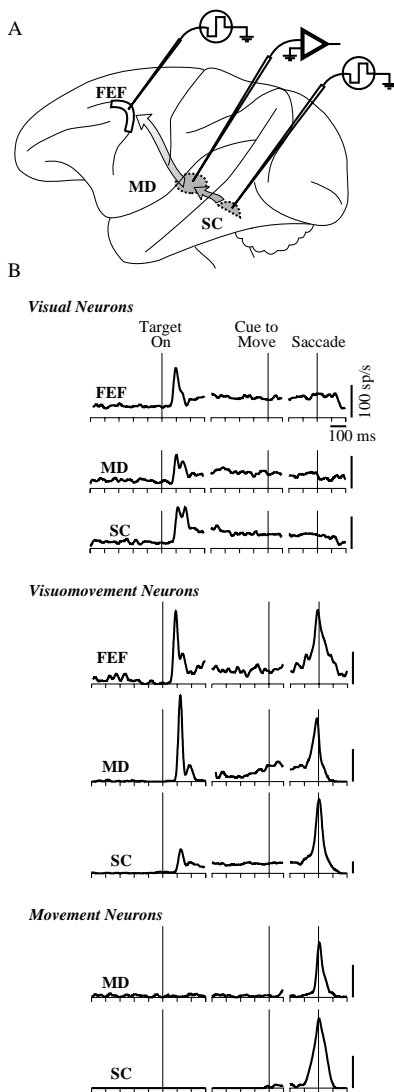 A
FEF
MD
SC
B
Visual Neurons
Target On
Cue to Move
Saccade
FEF
100 sp/s
100 ms
MD
SC
Visuomovement Neurons
FEF
MD
SC
Movement Neurons
MD
SC